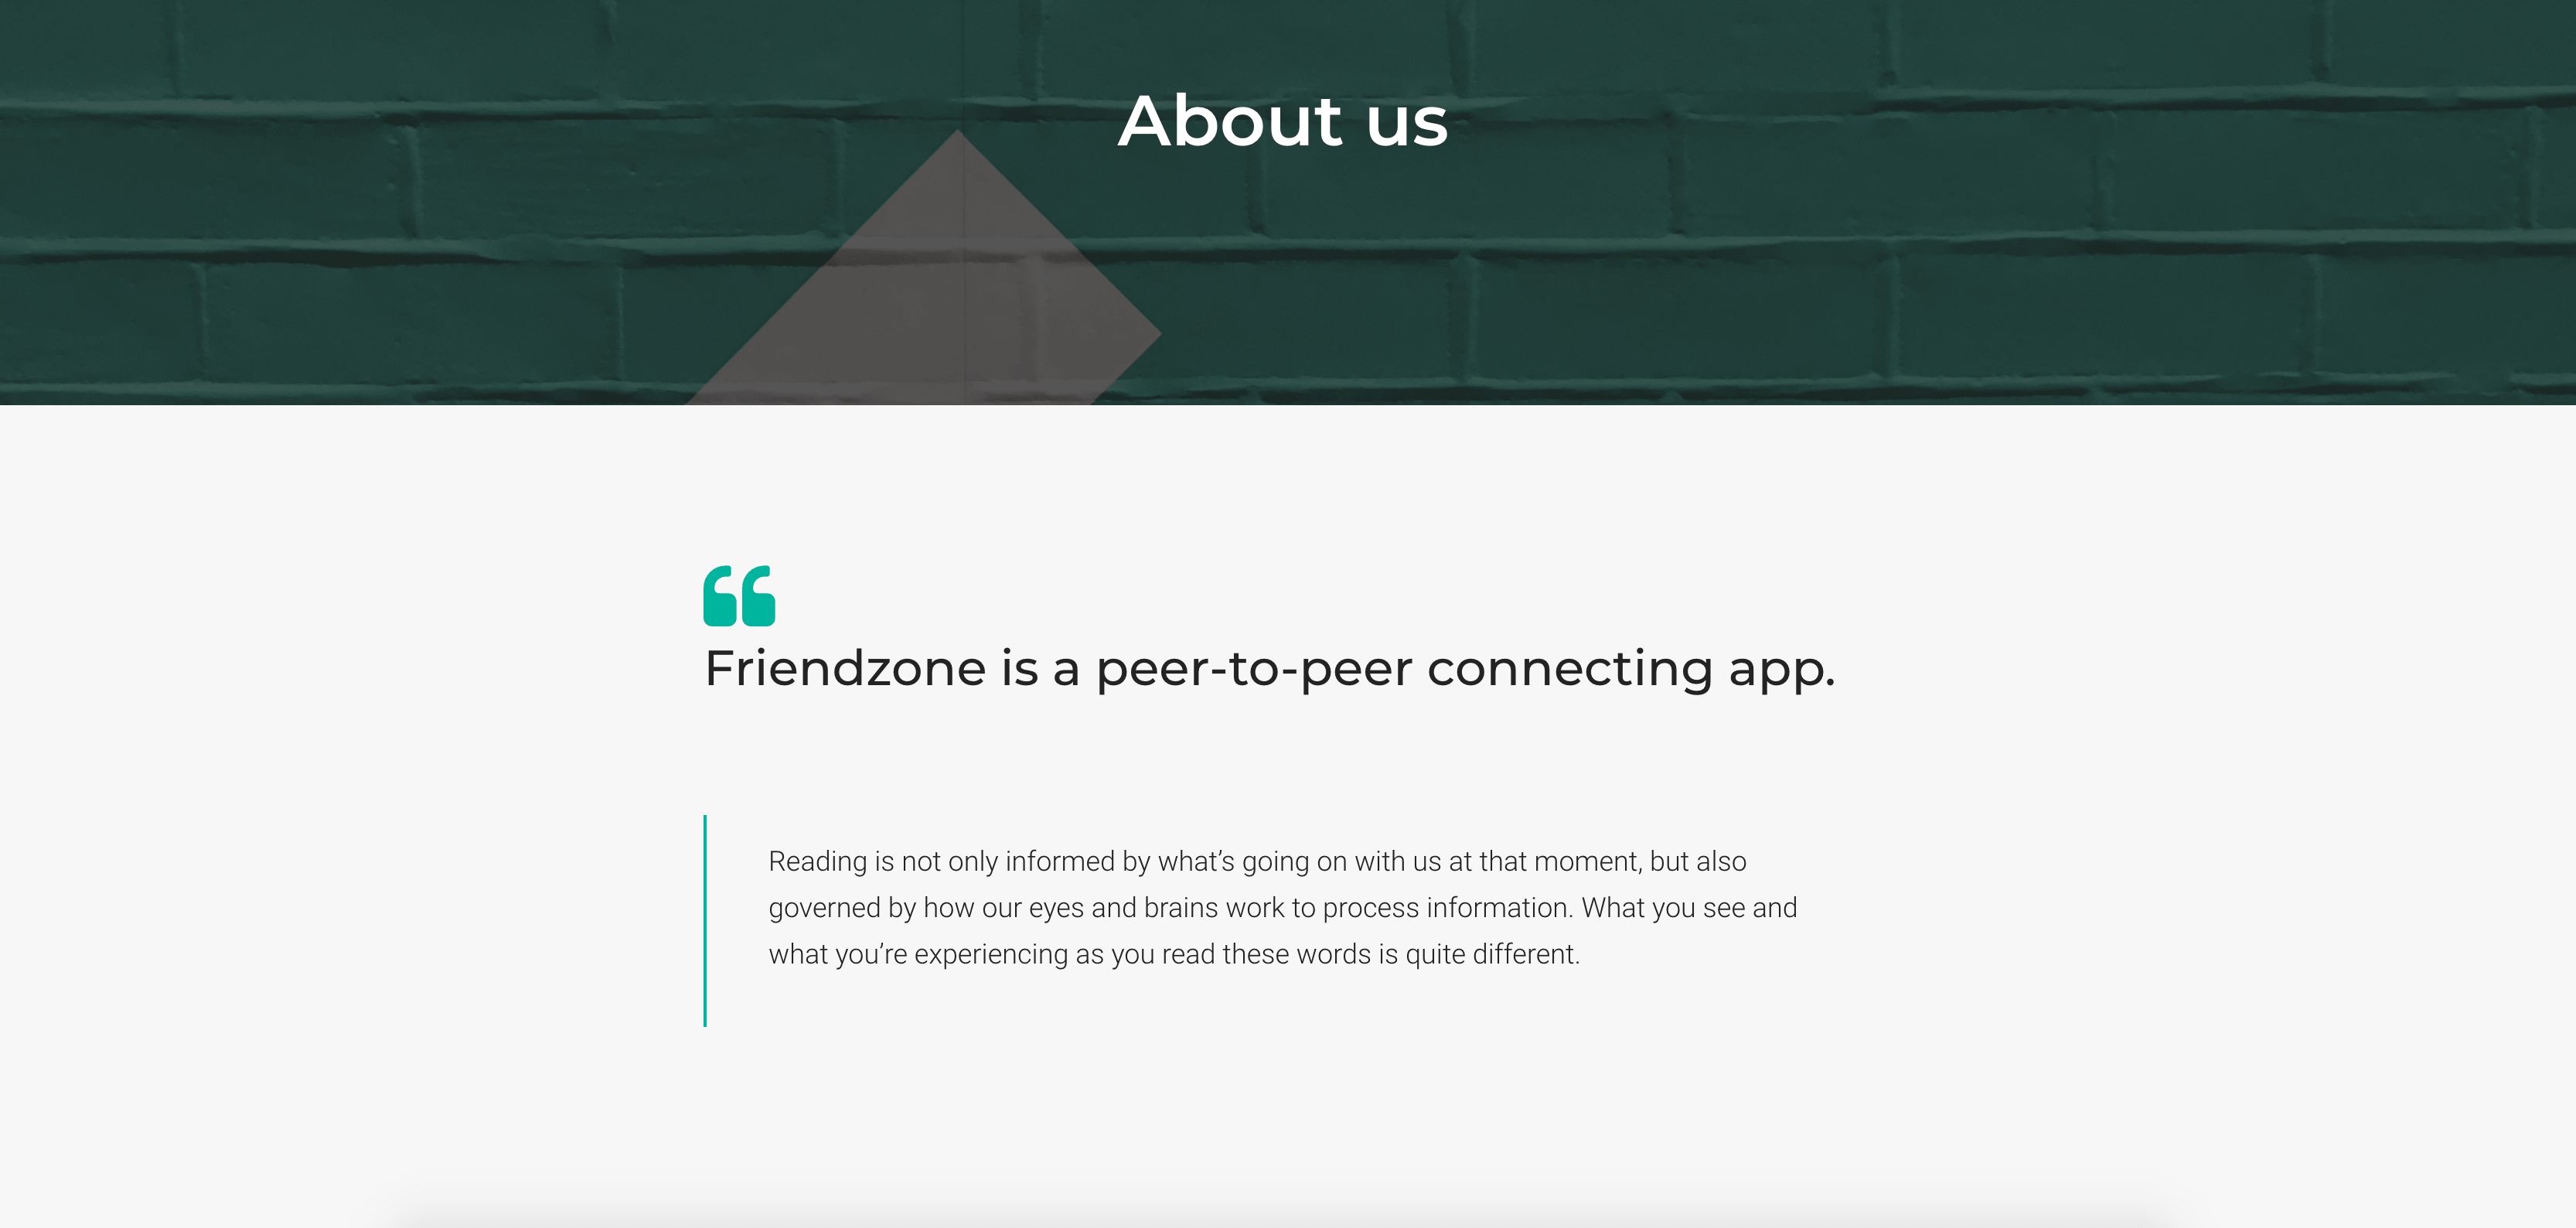 About us
Friendzone is a peer-to-peer connecting app.
Reading is not only informed by what’s going on with us at that moment, but also
governed by how our eyes and brains work to process information. What you see and
what you’re experiencing as you read these words is quite different.